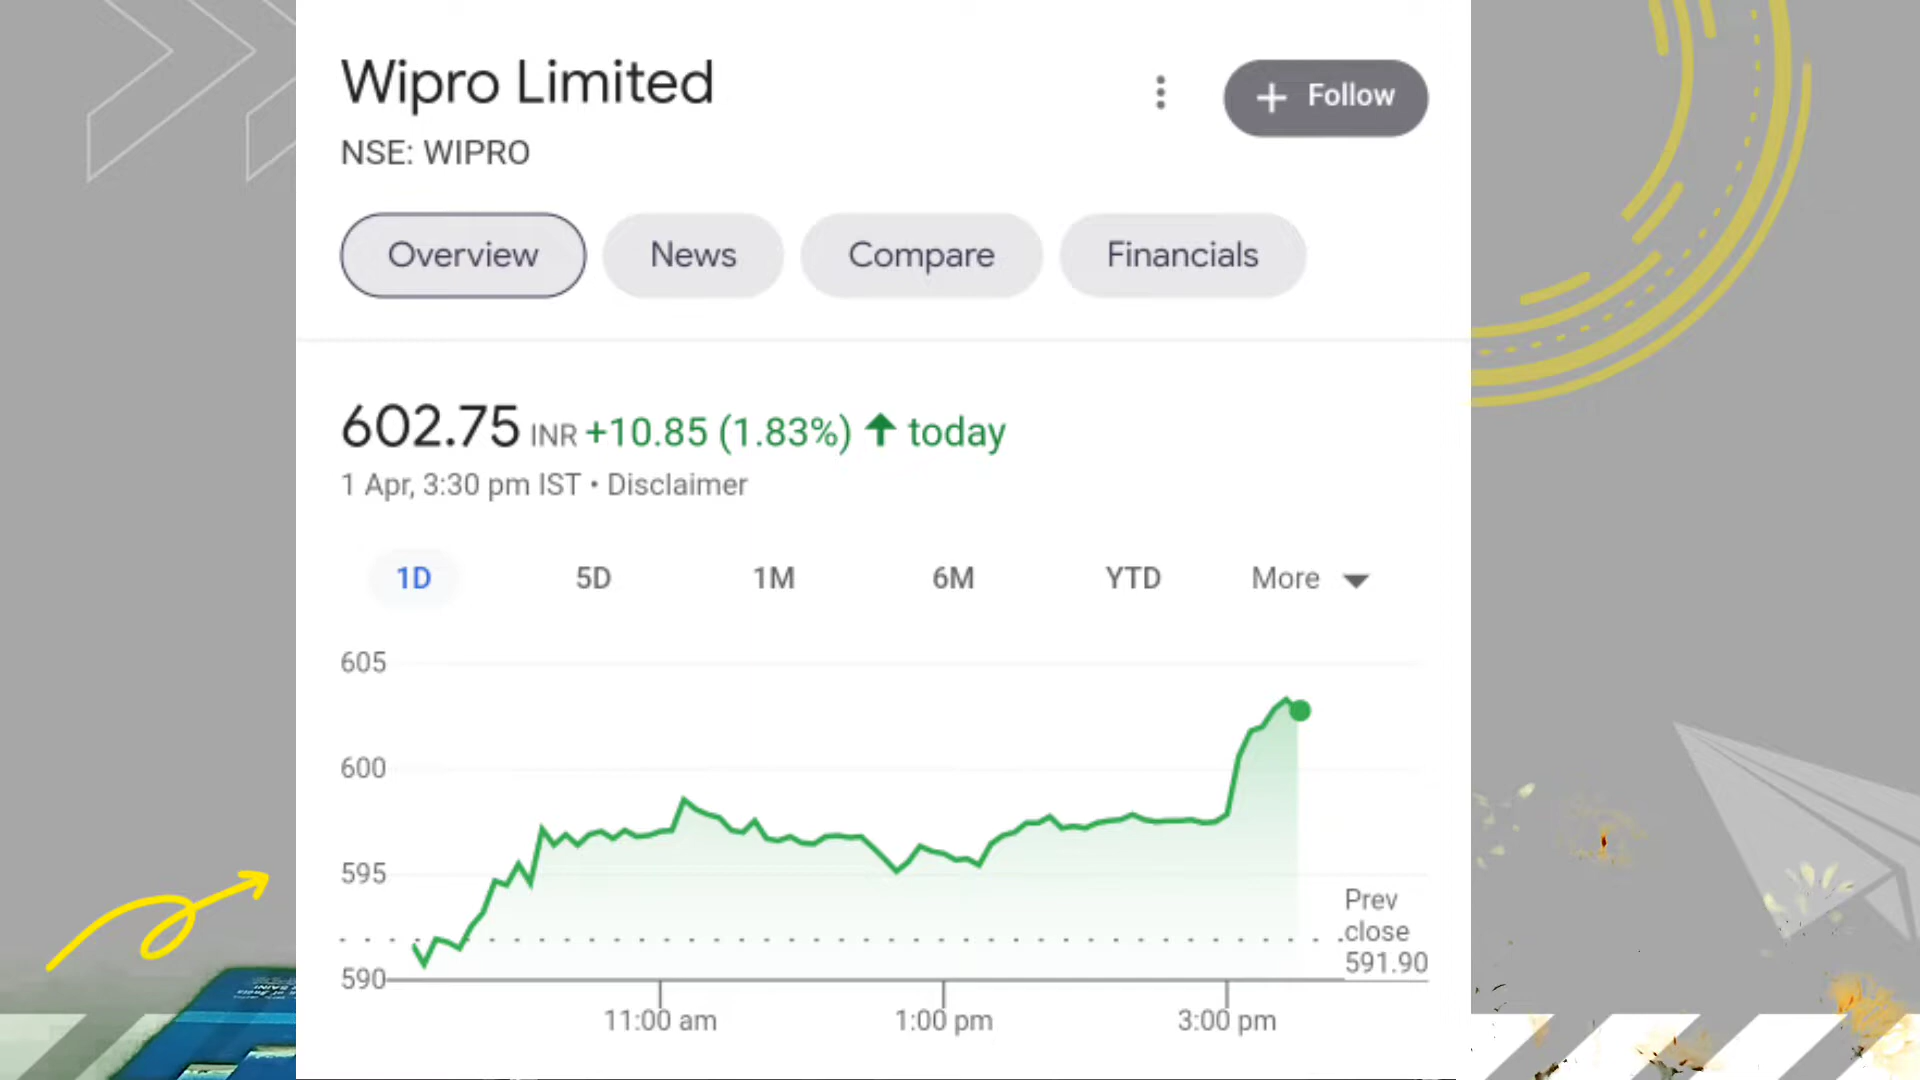 Wipro Limited
+ Follow
NSE: WIPRO
Overview
News
Compare
Financials
602.75 INR +10.85 (1.83%) ↑ today
1 Apr, 3:30 pm IST • Disclaimer
1D
5D
1M
6M
YTD
More
605
600
595
590
Prev
close
591.90
11:00 am
1:00 pm
3:00 pm